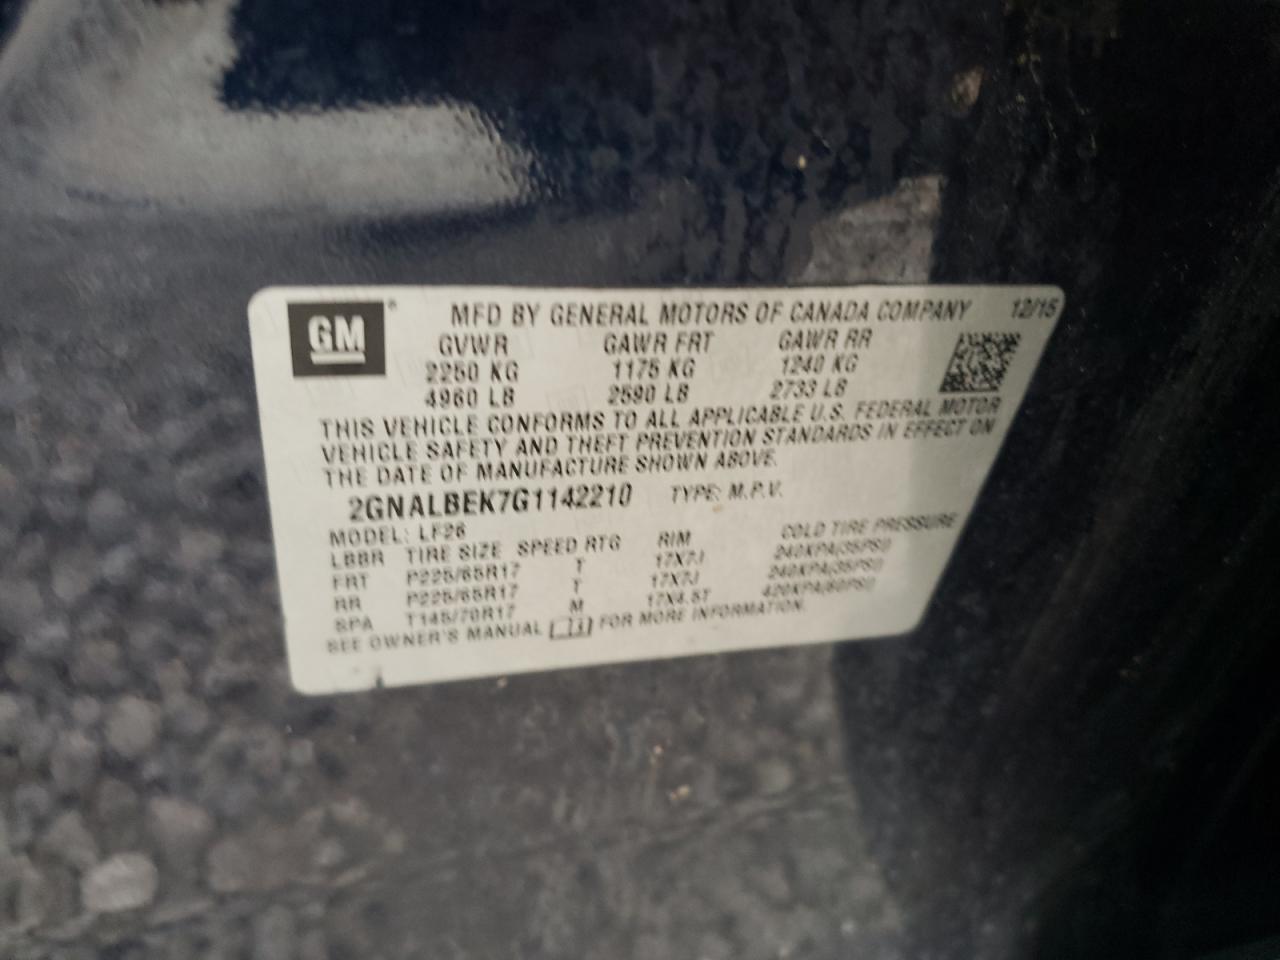 GM
MFD BY GENERAL MOTORS OF CANADA COMPANY 12/15
GVWR GAWR FRT GAWR RR
2250 KG 1175 KG 1240 KG
4960 LB 2590 LB 2733 LB
THIS VEHICLE CONFORMS TO ALL APPLICABLE U.S. FEDERAL MOTOR
VEHICLE SAFETY AND THEFT PREVENTION STANDARDS IN EFFECT ON
THE DATE OF MANUFACTURE SHOWN ABOVE.
2GNALBEK7G1142210 TYPE: M.P.V.
MODEL: LF26
LBBR TIRE SIZE SPEED RTG RIM COLD TIRE PRESSURE
FRT P225/65R17 T 17X7J 240KPA(35PSI)
RR P225/65R17 T 17X7J 240KPA(35PSI)
SPA T145/70R17 M 17X4.5T 420KPA(60PSI)
SEE OWNER'S MANUAL FOR MORE INFORMATION.